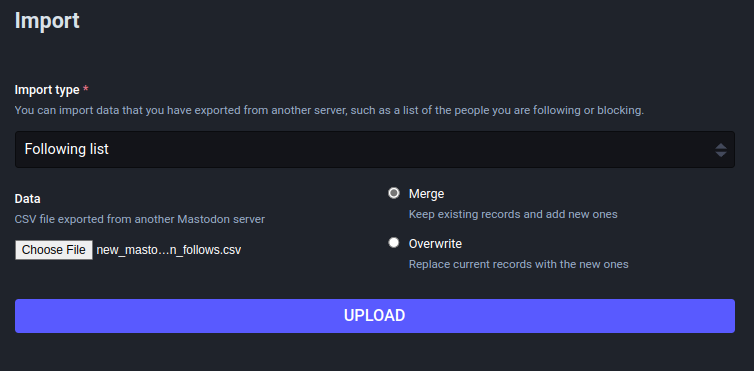 Import
Import type *
You can import data that you have exported from another server, such as a list of the people you are following or blocking.
Following list
Data
CSV file exported from another Mastodon server
Choose File new_masto...n_follows.csv
Merge
Keep existing records and add new ones
Overwrite
Replace current records with the new ones
UPLOAD